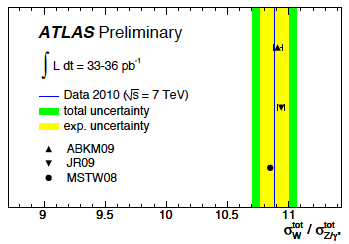 ATLAS Preliminary
∫ L dt = 33-36 pb⁻¹
Data 2010 (√s = 7 TeV)
total uncertainty
exp. uncertainty
ABKM09
JR09
MSTW08
9 9.5 10 10.5 11
σ_W^tot / σ_Z/γ*^tot